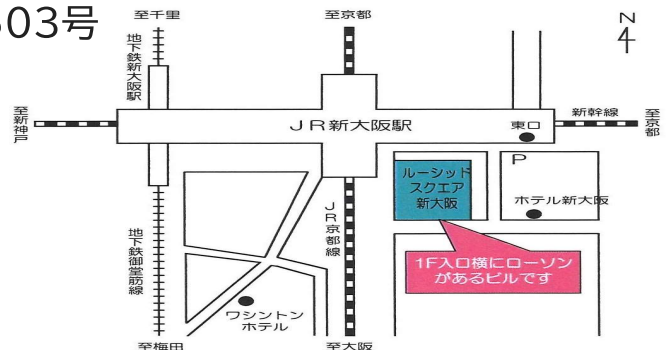 03号
至千里
至京都
N
地下鉄新大阪駅
至新神戸
JR新大阪駅
東口
新幹線
至京都
P
ルーシッド
スクエア
新大阪
ホテル新大阪
JR京都線
地下鉄御堂筋線
1F入口横にローソン
があるビルです
ワシントン
ホテル
至梅田
至大阪